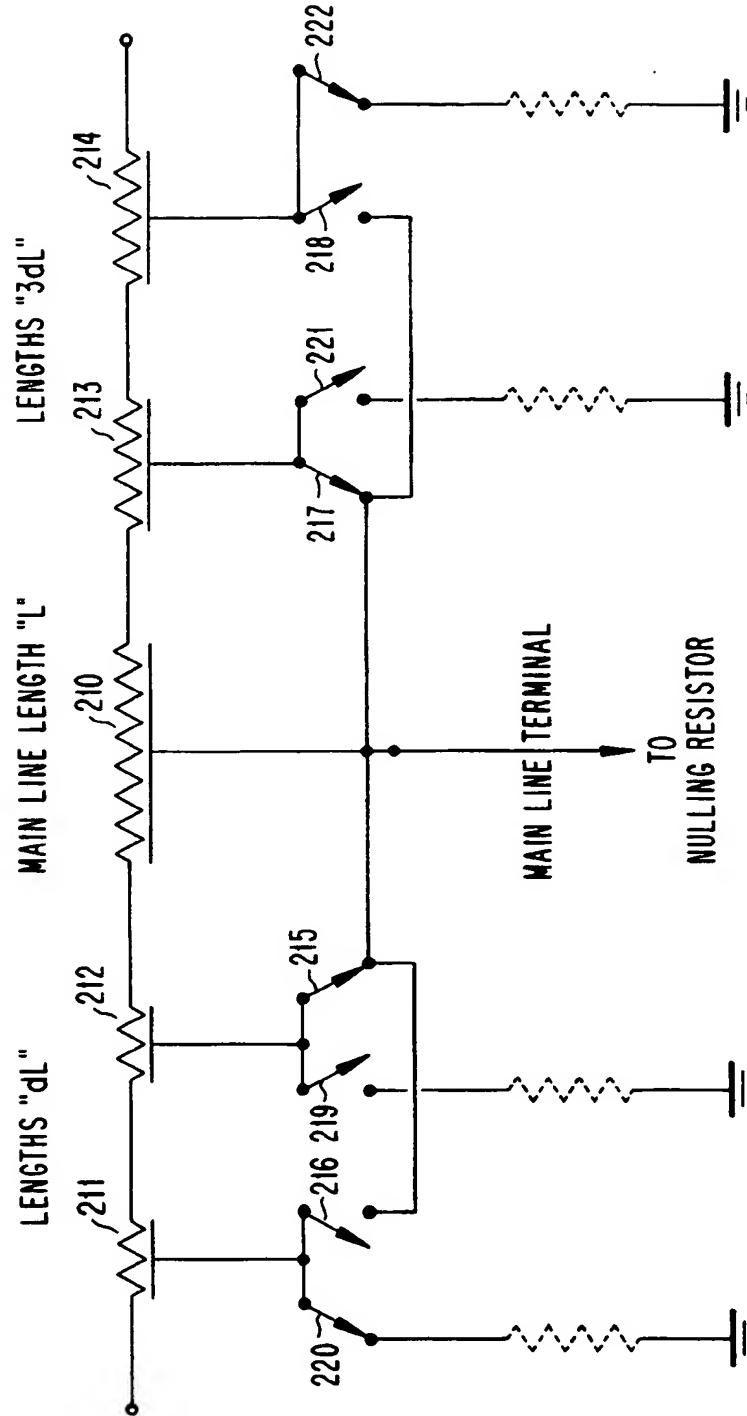 LENGTHS "dL"
MAIN LINE LENGTH "L"
LENGTHS "3dL"
211
212
210
213
214
220
216
219
215
217
221
218
222
MAIN LINE TERMINAL
TO
NULLING RESISTOR